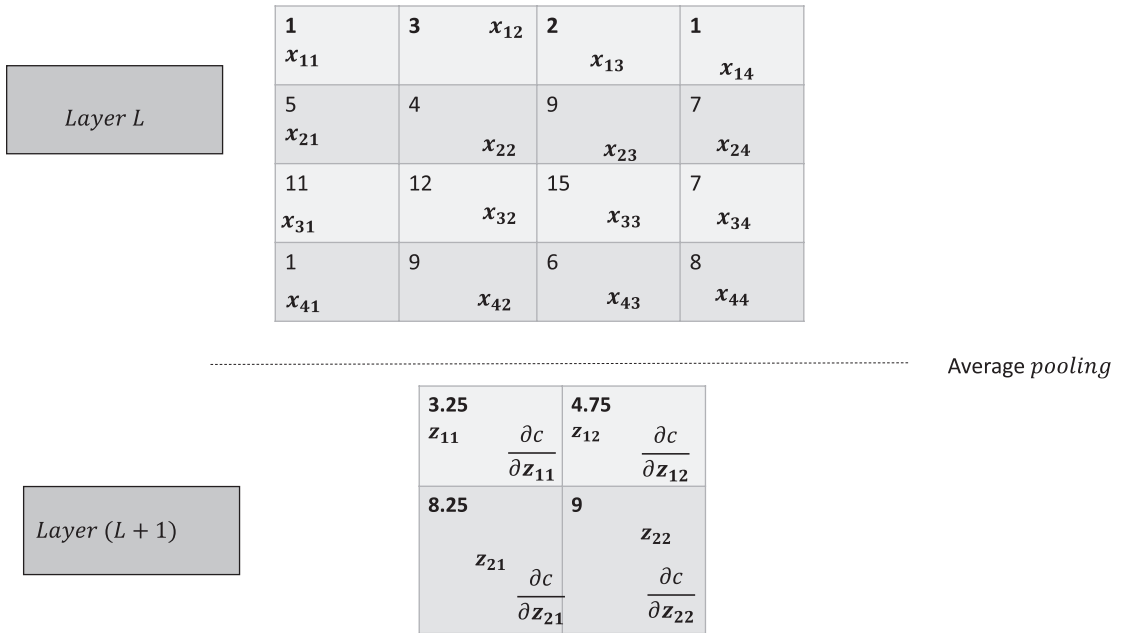 1 3 x₁₂ 2 1
x₁₁ x₁₃ x₁₄
Layer L
5 4 9 7
x₂₁ x₂₂ x₂₃ x₂₄
11 12 15 7
x₃₁ x₃₂ x₃₃ x₃₄
1 9 6 8
x₄₁ x₄₂ x₄₃ x₄₄
Average pooling
3.25 4.75
z₁₁ ∂c/∂z₁₁ z₁₂ ∂c/∂z₁₂
8.25 9
Layer (L + 1)
z₂₁ z₂₂
∂c/∂z₂₁ ∂c/∂z₂₂